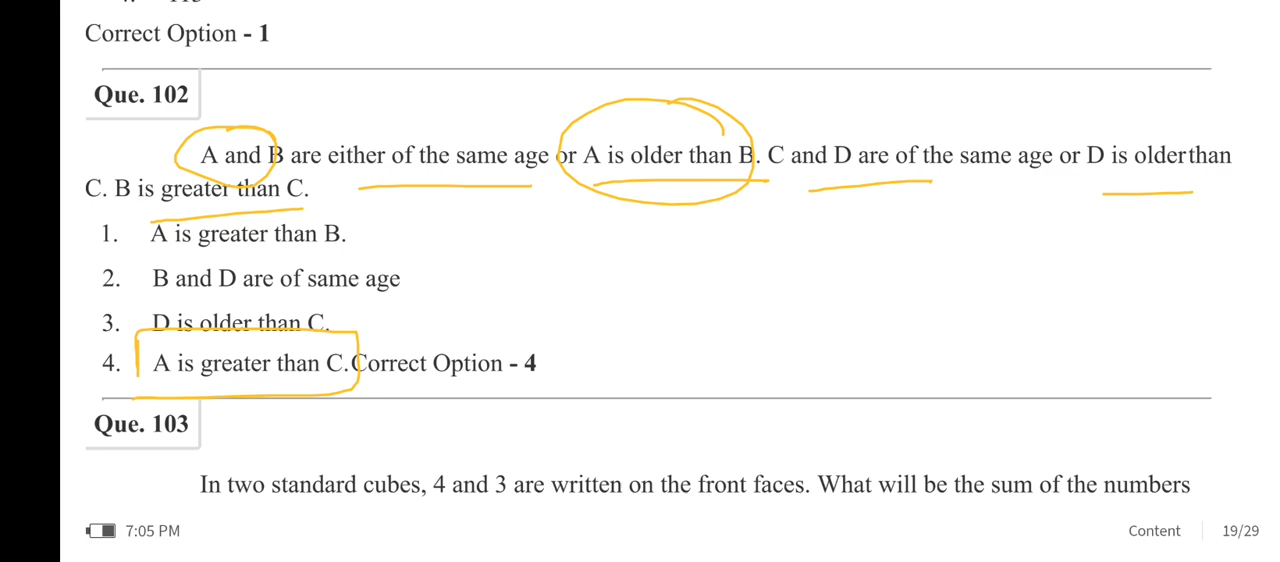 Correct Option - 1
Que. 102
A and B are either of the same age or A is older than B. C and D are of the same age or D is older than
C. B is greater than C.
1. A is greater than B.
2. B and D are of same age
3. D is older than C.
4. A is greater than C. Correct Option - 4
Que. 103
In two standard cubes, 4 and 3 are written on the front faces. What will be the sum of the numbers
7:05 PM Content 19/29